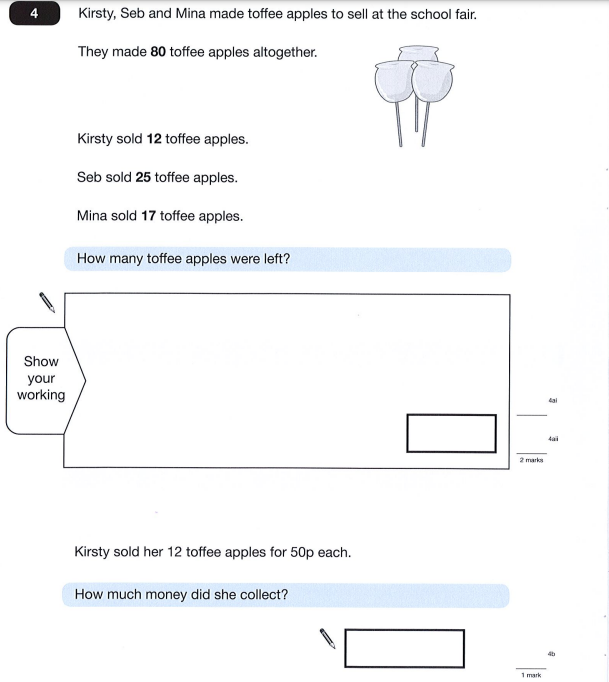 4
Kirsty, Seb and Mina made toffee apples to sell at the school fair.
They made 80 toffee apples altogether.
Kirsty sold 12 toffee apples.
Seb sold 25 toffee apples.
Mina sold 17 toffee apples.
How many toffee apples were left?
Show
your
working
4ai
4aii
2 marks
Kirsty sold her 12 toffee apples for 50p each.
How much money did she collect?
4b
1 mark